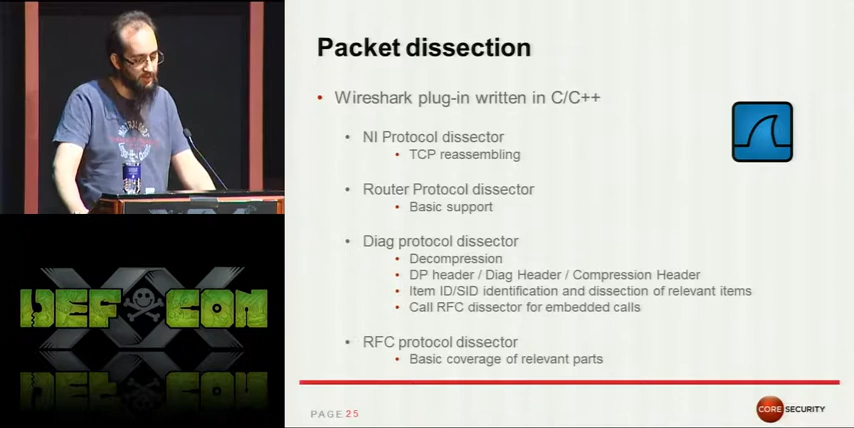 Packet dissection
• Wireshark plug-in written in C/C++
• NI Protocol dissector
• TCP reassembling
• Router Protocol dissector
• Basic support
• Diag protocol dissector
• Decompression
• DP header / Diag Header / Compression Header
• Item ID/SID identification and dissection of relevant items
• Call RFC dissector for embedded calls
• RFC protocol dissector
• Basic coverage of relevant parts
PAGE 25
CORE SECURITY
XX
DEF CON